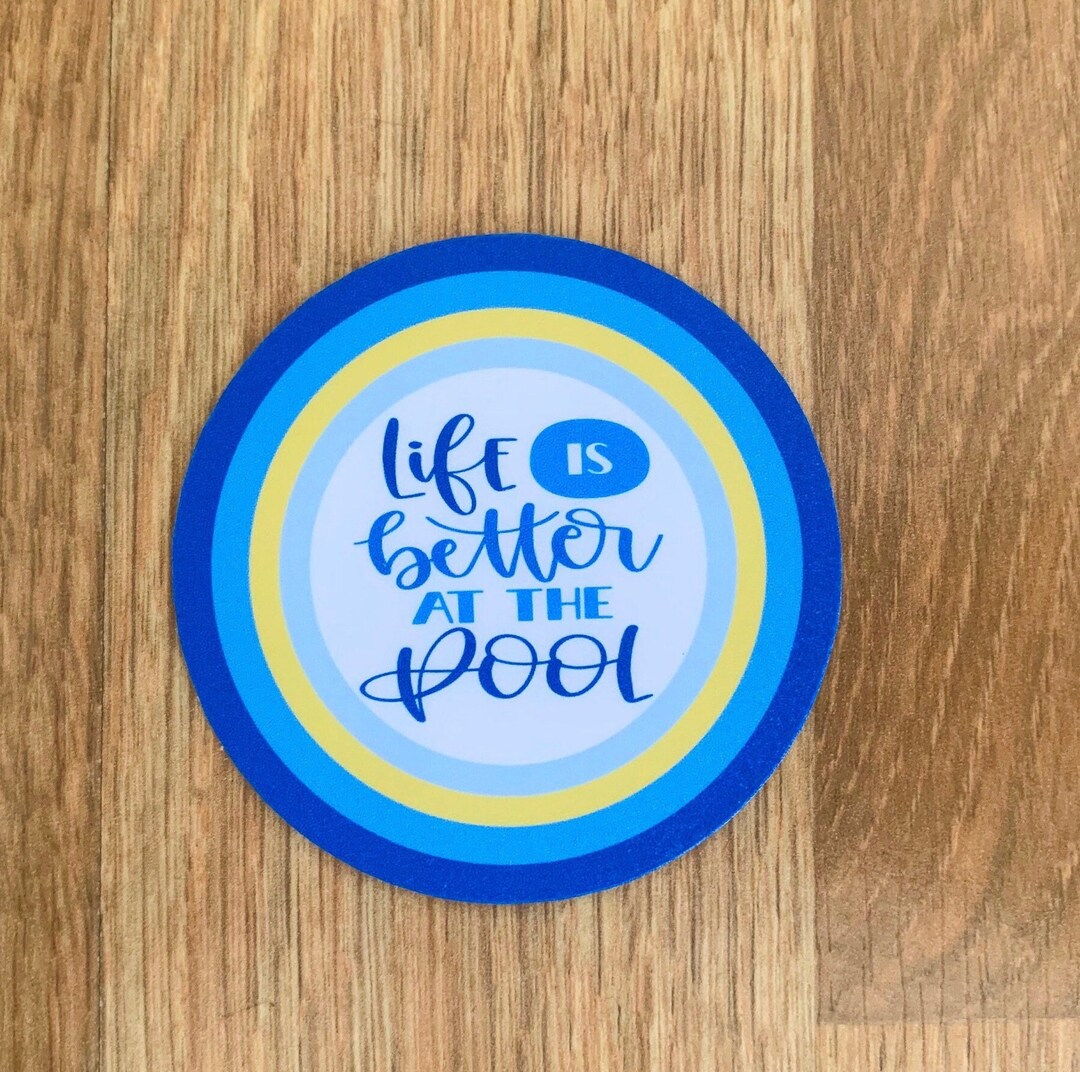 Life IS
better
AT THE
Pool